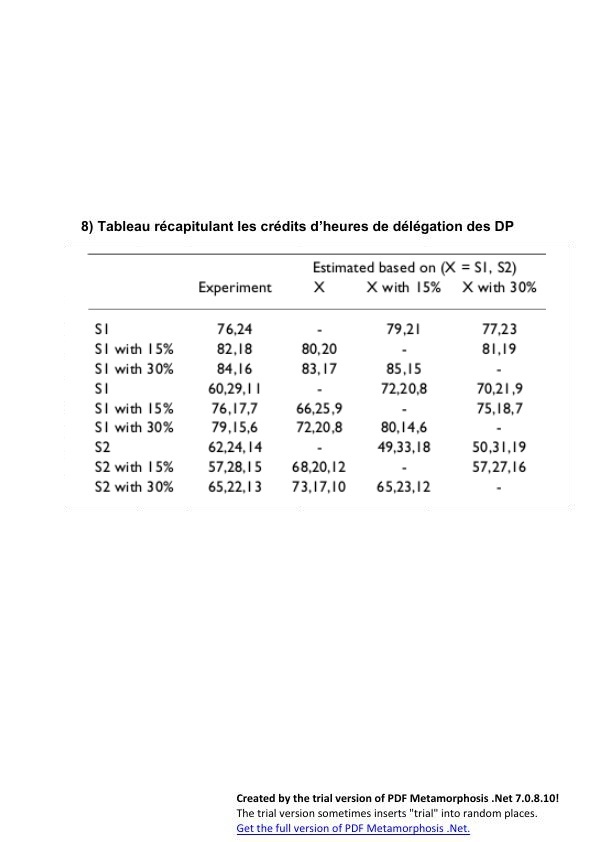 8) Tableau récapitulant les crédits d'heures de délégation des DP
Estimated based on (X = S1, S2)
Experiment X X with 15% X with 30%
S1 76,24 - 79,21 77,23
S1 with 15% 82,18 80,20 - 81,19
S1 with 30% 84,16 83,17 85,15 -
S1 60,29,11 - 72,20,8 70,21,9
S1 with 15% 76,17,7 66,25,9 - 75,18,7
S1 with 30% 79,15,6 72,20,8 80,14,6 -
S2 62,24,14 - 49,33,18 50,31,19
S2 with 15% 57,28,15 68,20,12 - 57,27,16
S2 with 30% 65,22,13 73,17,10 65,23,12 -
Created by the trial version of PDF Metamorphosis .Net 7.0.8.10!
The trial version sometimes inserts "trial" into random places.
Get the full version of PDF Metamorphosis .Net.